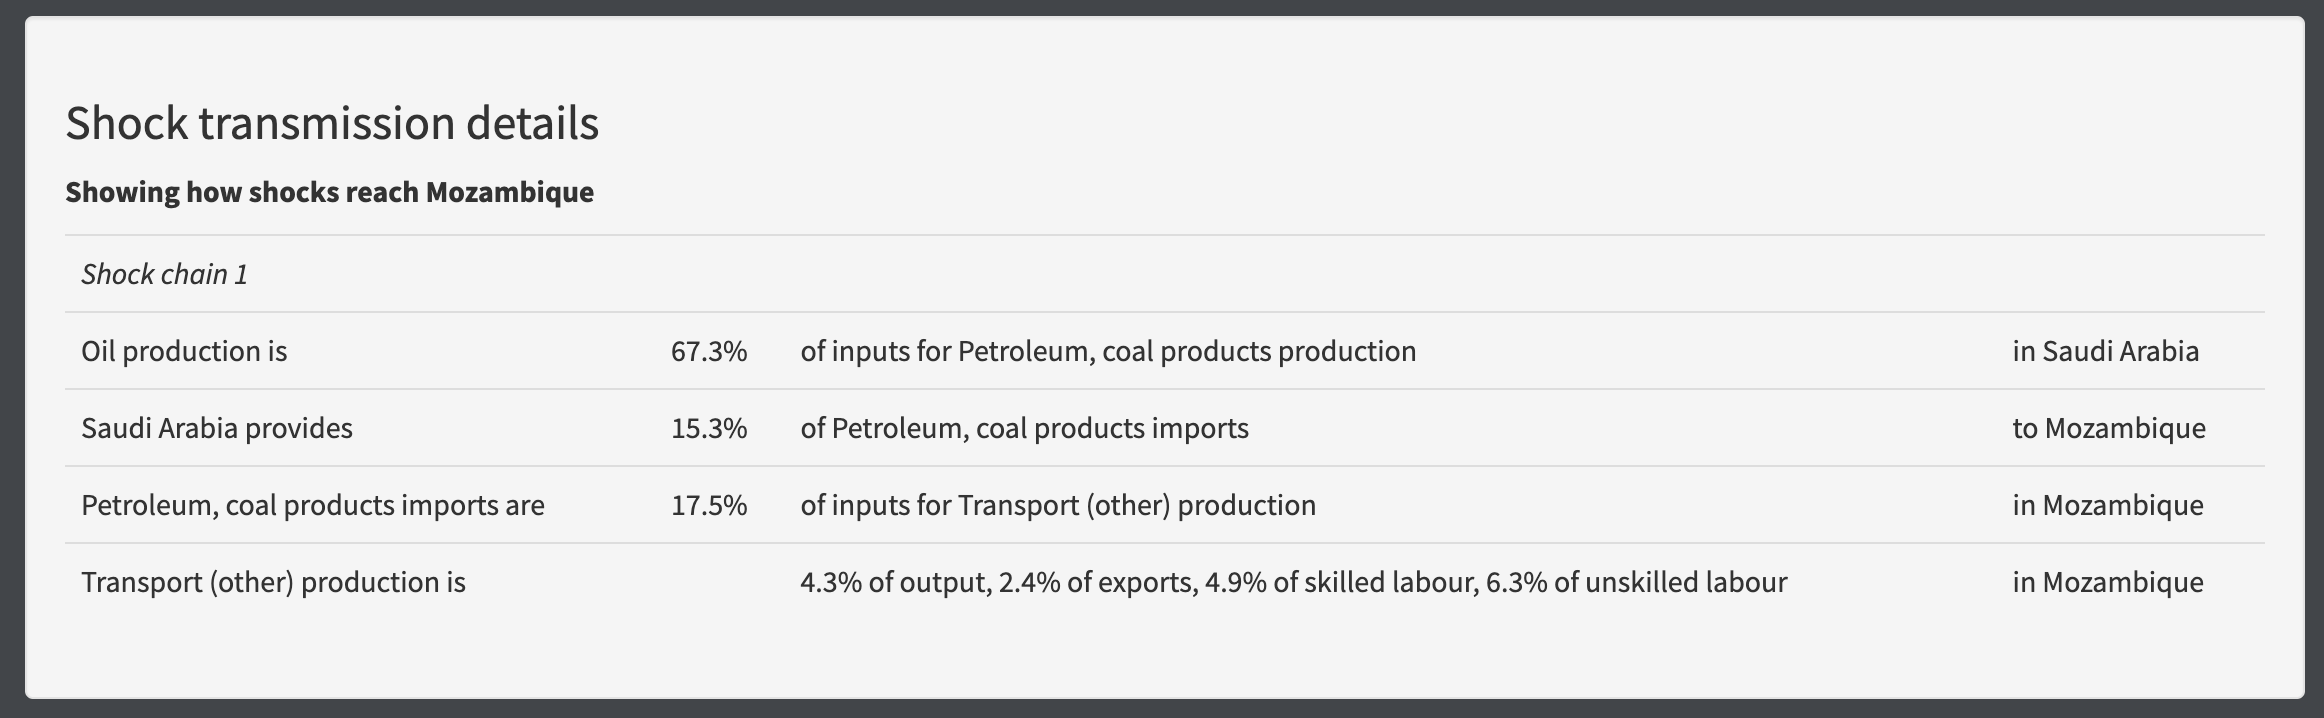 Shock transmission details
Showing how shocks reach Mozambique
Shock chain 1
Oil production is 67.3% of inputs for Petroleum, coal products production in Saudi Arabia
Saudi Arabia provides 15.3% of Petroleum, coal products imports to Mozambique
Petroleum, coal products imports are 17.5% of inputs for Transport (other) production in Mozambique
Transport (other) production is 4.3% of output, 2.4% of exports, 4.9% of skilled labour, 6.3% of unskilled labour in Mozambique